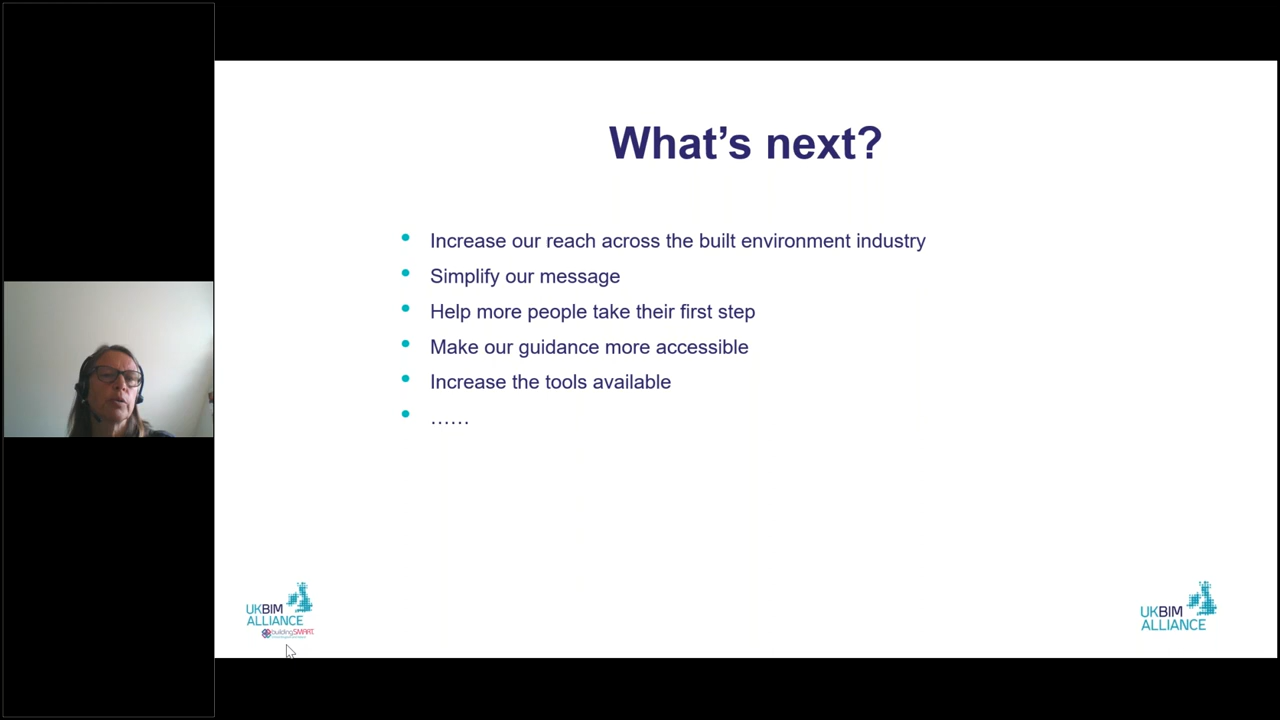 What's next?
• Increase our reach across the built environment industry
• Simplify our message
• Help more people take their first step
• Make our guidance more accessible
• Increase the tools available
• ……
UKBIM
ALLIANCE
buildingSMART
UKBIM
ALLIANCE